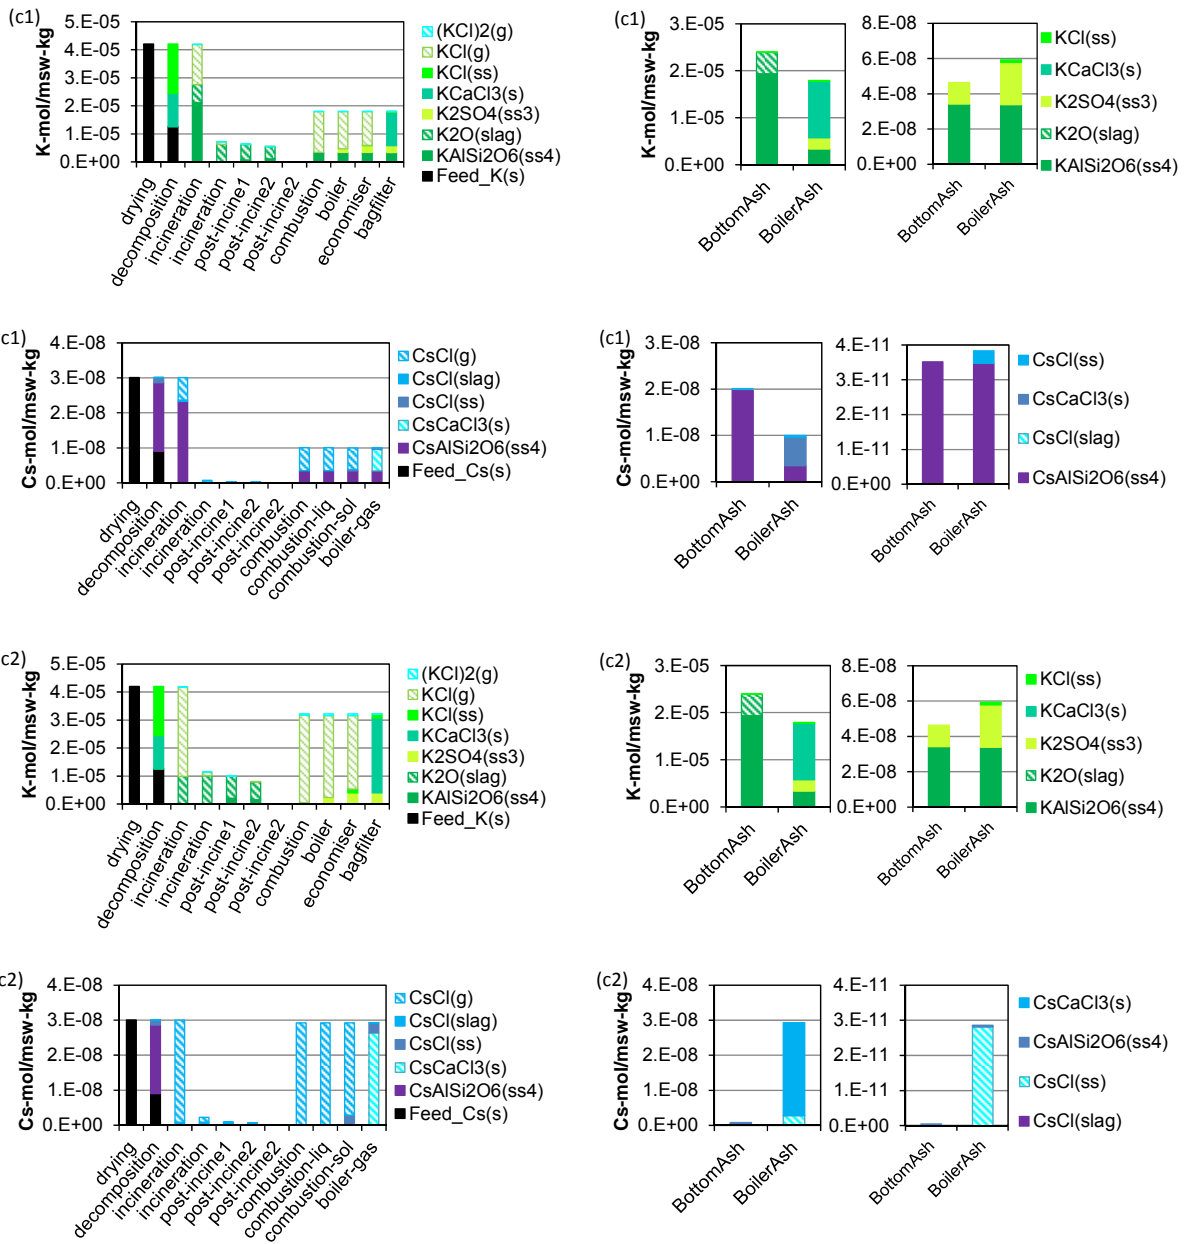 (c1)
5.E-05
4.E-05
3.E-05
2.E-05
1.E-05
0.E+00
K-mol/msw-kg
drying
decomposition
incineration
incineration
post-incine1
post-incine2
post-incine2
combustion
boiler
economiser
bagfilter
(KCl)2(g)
KCl(g)
KCl(ss)
KCaCl3(s)
K2SO4(ss3)
K2O(slag)
KAlSi2O6(ss4)
Feed_K(s)
(c1)
3.E-05
2.E-05
1.E-05
0.E+00
K-mol/msw-kg
BottomAsh
BoilerAsh
8.E-08
6.E-08
4.E-08
2.E-08
0.E+00
BottomAsh
BoilerAsh
KCl(ss)
KCaCl3(s)
K2SO4(ss3)
K2O(slag)
KAlSi2O6(ss4)
c1)
4.E-08
3.E-08
2.E-08
1.E-08
0.E+00
Cs-mol/msw-kg
drying
decomposition
incineration
incineration
post-incine1
post-incine2
post-incine2
combustion
combustion-liq
combustion-sol
boiler-gas
CsCl(g)
CsCl(slag)
CsCl(ss)
CsCaCl3(s)
CsAlSi2O6(ss4)
Feed_Cs(s)
(c1)
3.E-08
2.E-08
1.E-08
0.E+00
Cs-mol/msw-kg
BottomAsh
BoilerAsh
4.E-11
3.E-11
2.E-11
1.E-11
0.E+00
BottomAsh
BoilerAsh
CsCl(ss)
CsCaCl3(s)
CsCl(slag)
CsAlSi2O6(ss4)
(c2)
5.E-05
4.E-05
3.E-05
2.E-05
1.E-05
0.E+00
K-mol/msw-kg
drying
decomposition
incineration
incineration
post-incine1
post-incine2
post-incine2
combustion
boiler
economiser
bagfilter
(KCl)2(g)
KCl(g)
KCl(ss)
KCaCl3(s)
K2SO4(ss3)
K2O(slag)
KAlSi2O6(ss4)
Feed_K(s)
(c2)
3.E-05
2.E-05
1.E-05
0.E+00
K-mol/msw-kg
BottomAsh
BoilerAsh
8.E-08
6.E-08
4.E-08
2.E-08
0.E+00
BottomAsh
BoilerAsh
KCl(ss)
KCaCl3(s)
K2SO4(ss3)
K2O(slag)
KAlSi2O6(ss4)
c2)
4.E-08
3.E-08
2.E-08
1.E-08
0.E+00
Cs-mol/msw-kg
drying
decomposition
incineration
incineration
post-incine1
post-incine2
post-incine2
combustion
combustion-liq
combustion-sol
boiler-gas
CsCl(g)
CsCl(slag)
CsCl(ss)
CsCaCl3(s)
CsAlSi2O6(ss4)
Feed_Cs(s)
(c2)
4.E-08
3.E-08
2.E-08
1.E-08
0.E+00
Cs-mol/msw-kg
BottomAsh
BoilerAsh
4.E-11
3.E-11
2.E-11
1.E-11
0.E+00
BottomAsh
BoilerAsh
CsCaCl3(s)
CsAlSi2O6(ss4)
CsCl(ss)
CsCl(slag)